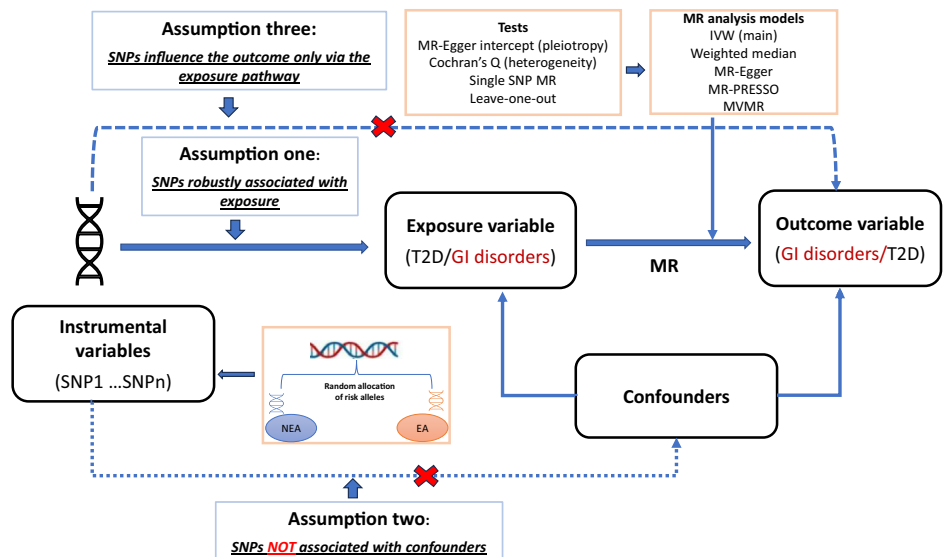 Assumption three:
SNPs influence the outcome only via the
exposure pathway
Tests
MR-Egger intercept (pleiotropy)
Cochran's Q (heterogeneity)
Single SNP MR
Leave-one-out
MR analysis models
IVW (main)
Weighted median
MR-Egger
MR-PRESSO
MVMR
Assumption one:
SNPs robustly associated with
exposure
Exposure variable
(T2D/GI disorders)
MR
Outcome variable
(GI disorders/T2D)
Instrumental
variables
(SNP1 ...SNPn)
Random allocation
of risk alleles
NEA
EA
Confounders
Assumption two:
SNPs NOT associated with confounders